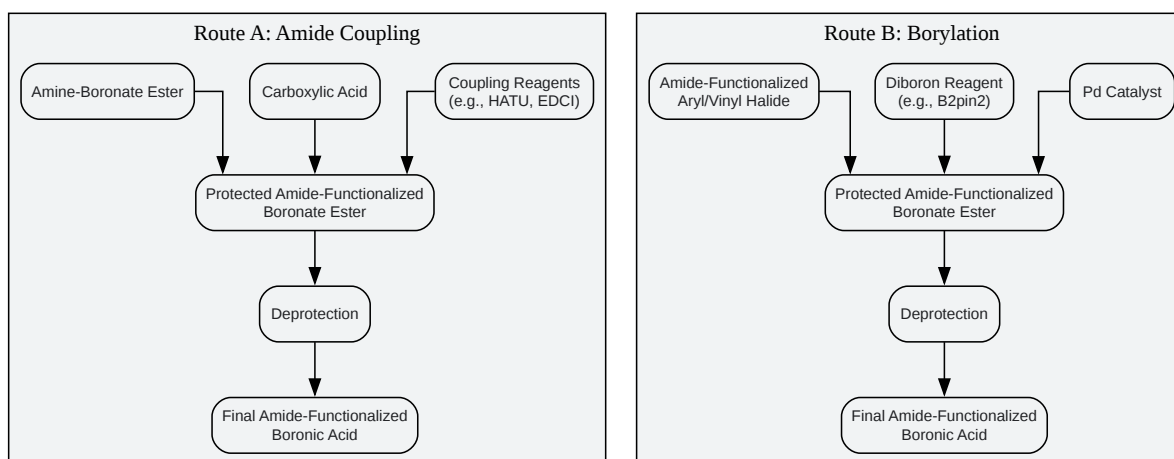 Route A: Amide Coupling
Amine-Boronate Ester
Carboxylic Acid
Coupling Reagents
(e.g., HATU, EDCI)
Protected Amide-Functionalized
Boronate Ester
Deprotection
Final Amide-Functionalized
Boronic Acid
Route B: Borylation
Amide-Functionalized
Aryl/Vinyl Halide
Diboron Reagent
(e.g., B2pin2)
Pd Catalyst
Protected Amide-Functionalized
Boronate Ester
Deprotection
Final Amide-Functionalized
Boronic Acid